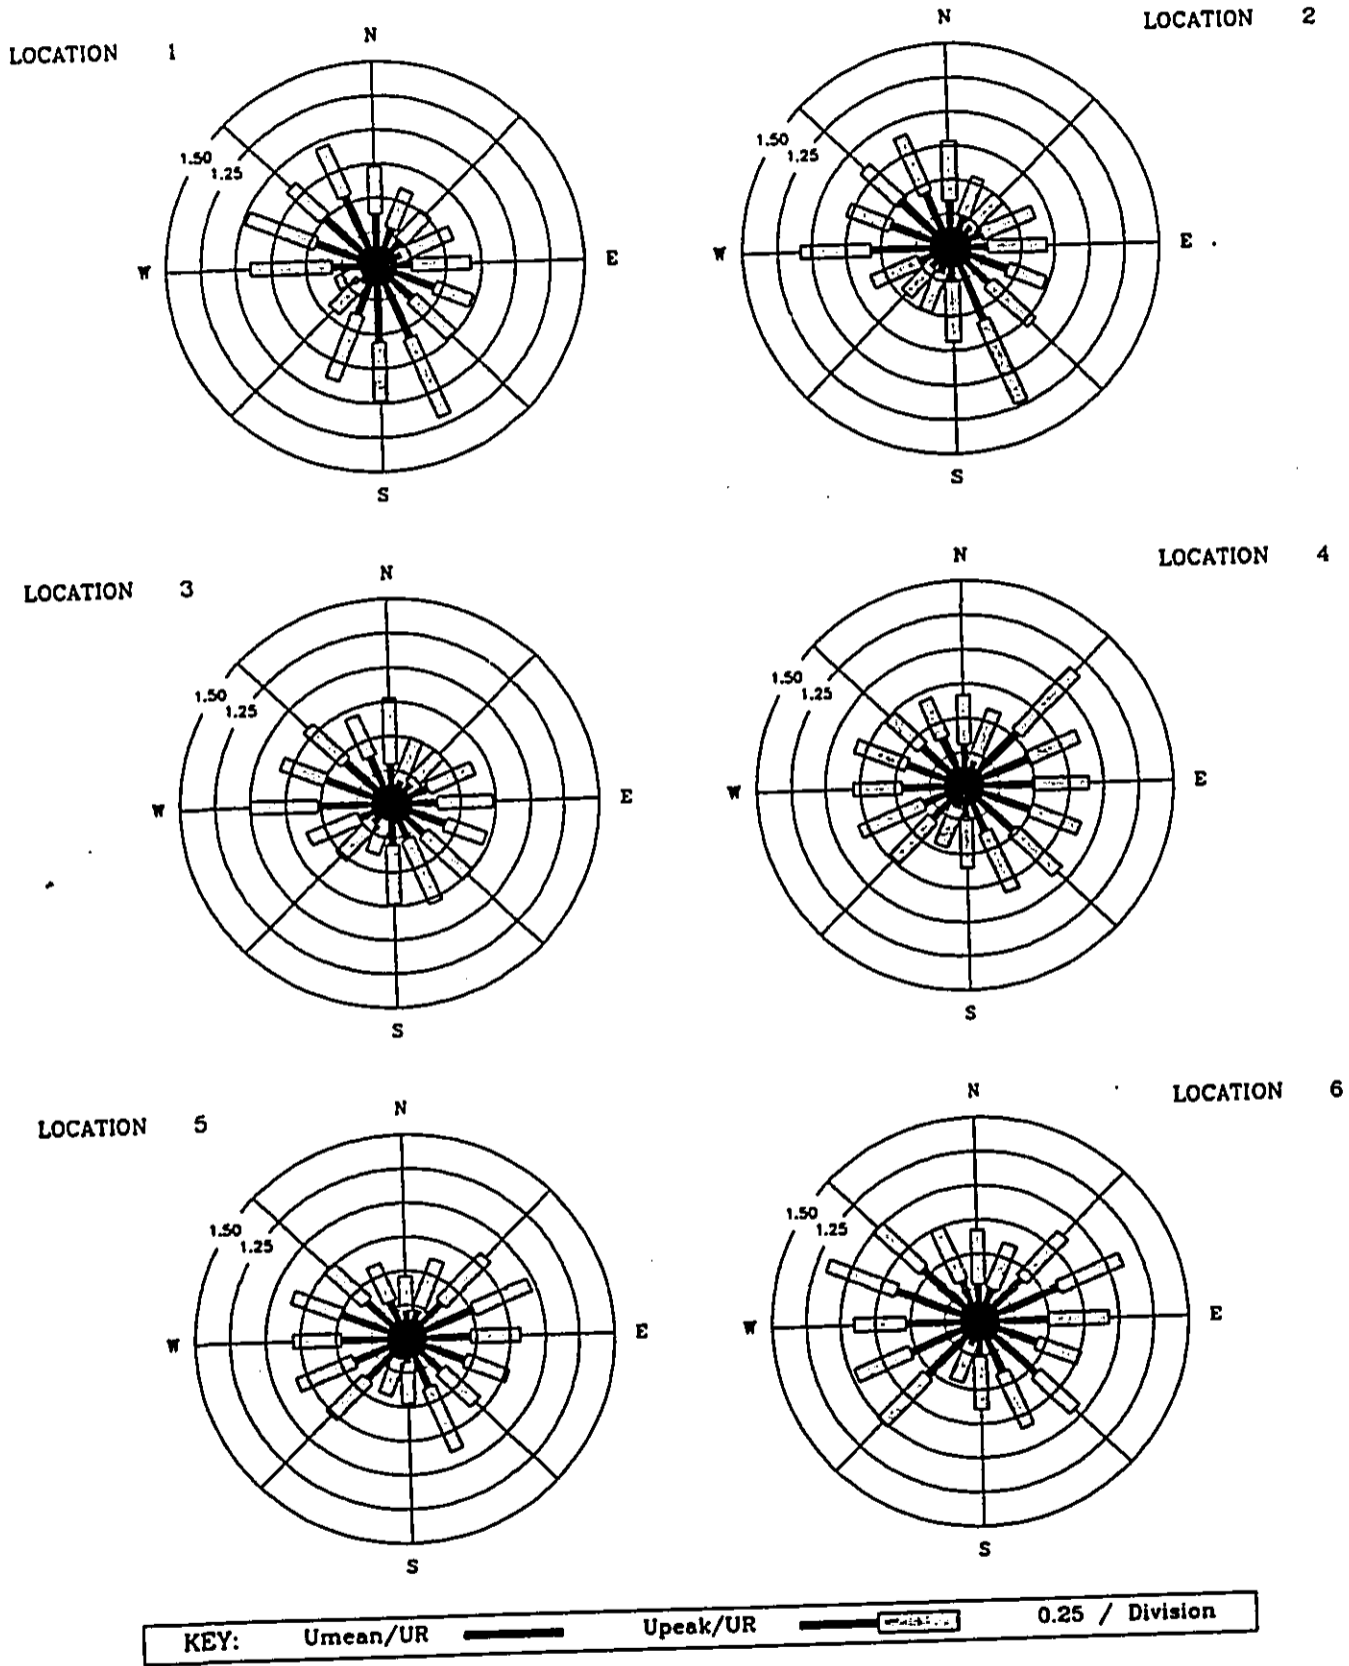 LOCATION 1
N
1.50
1.25
W
E
S
LOCATION 2
N
1.50
1.25
W
E
S
LOCATION 3
N
1.50
1.25
W
E
S
LOCATION 4
N
1.50
1.25
W
E
S
LOCATION 5
N
1.50
1.25
W
E
S
LOCATION 6
N
1.50
1.25
W
E
S
KEY: Umean/UR Upeak/UR 0.25 / Division